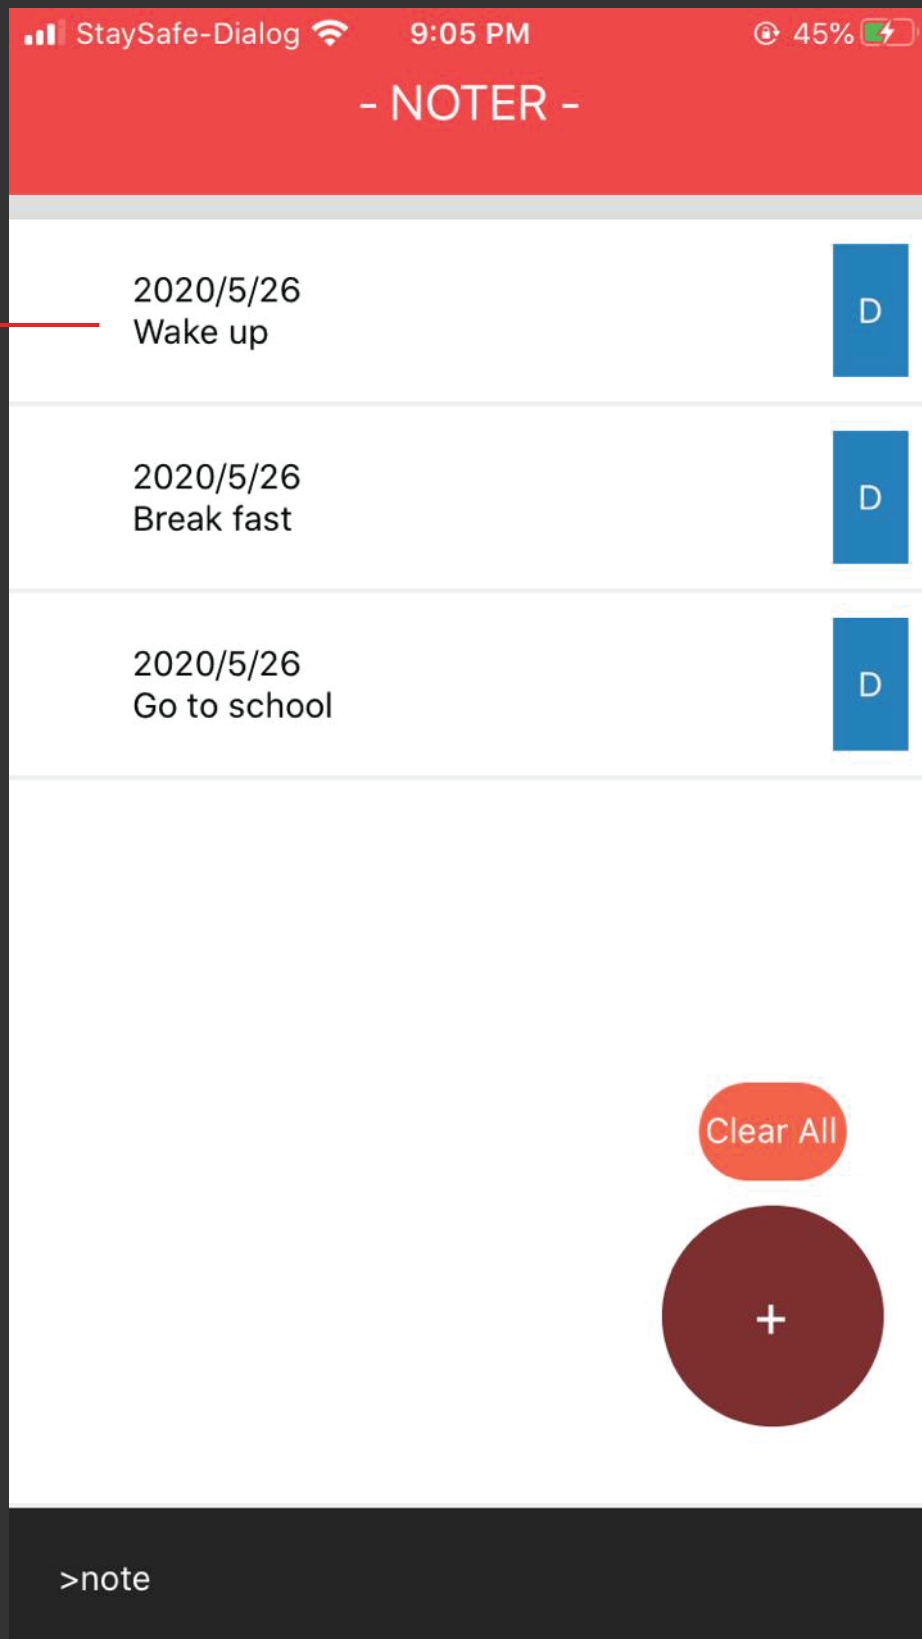 StaySafe-Dialog 9:05 PM 45%
- NOTER -
2020/5/26
Wake up
D
2020/5/26
Break fast
D
2020/5/26
Go to school
D
Clear All
+
>note